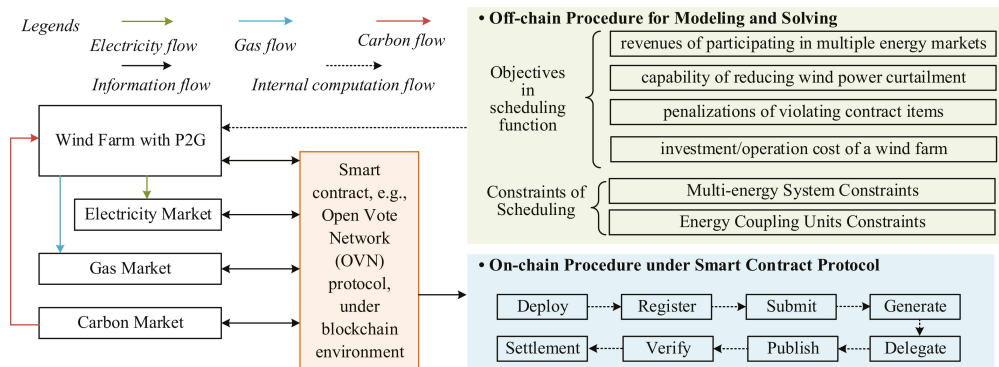 Legends
Electricity flow
Gas flow
Carbon flow
Information flow
Internal computation flow
Wind Farm with P2G
Electricity Market
Gas Market
Carbon Market
Smart
contract, e.g.,
Open Vote
Network
(OVN)
protocol,
under
blockchain
environment
• Off-chain Procedure for Modeling and Solving
Objectives
in
scheduling
function
revenues of participating in multiple energy markets
capability of reducing wind power curtailment
penalizations of violating contract items
investment/operation cost of a wind farm
Constraints of
Scheduling
Multi-energy System Constraints
Energy Coupling Units Constraints
• On-chain Procedure under Smart Contract Protocol
Deploy
Register
Submit
Generate
Settlement
Verify
Publish
Delegate